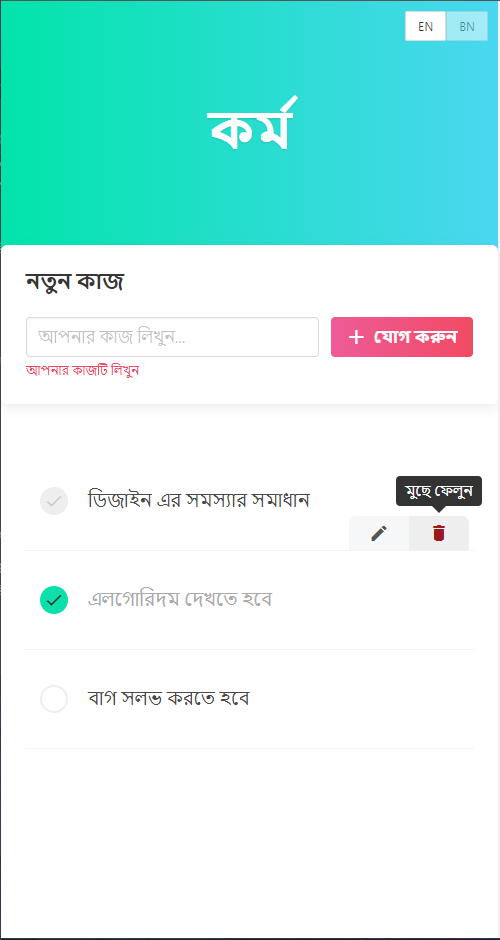 EN BN
কর্ম
নতুন কাজ
আপনার কাজ লিখুন...
যোগ করুন
আপনার কাজটি লিখুন
মুছে ফেলুন
ডিজাইন এর সমস্যার সমাধান
এলগোরিদম দেখতে হবে
বাগ সলভ করতে হবে